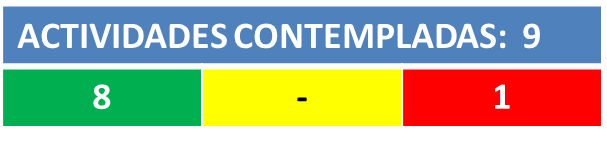 ACTIVIDADES CONTEMPLADAS: 9
8 - 1